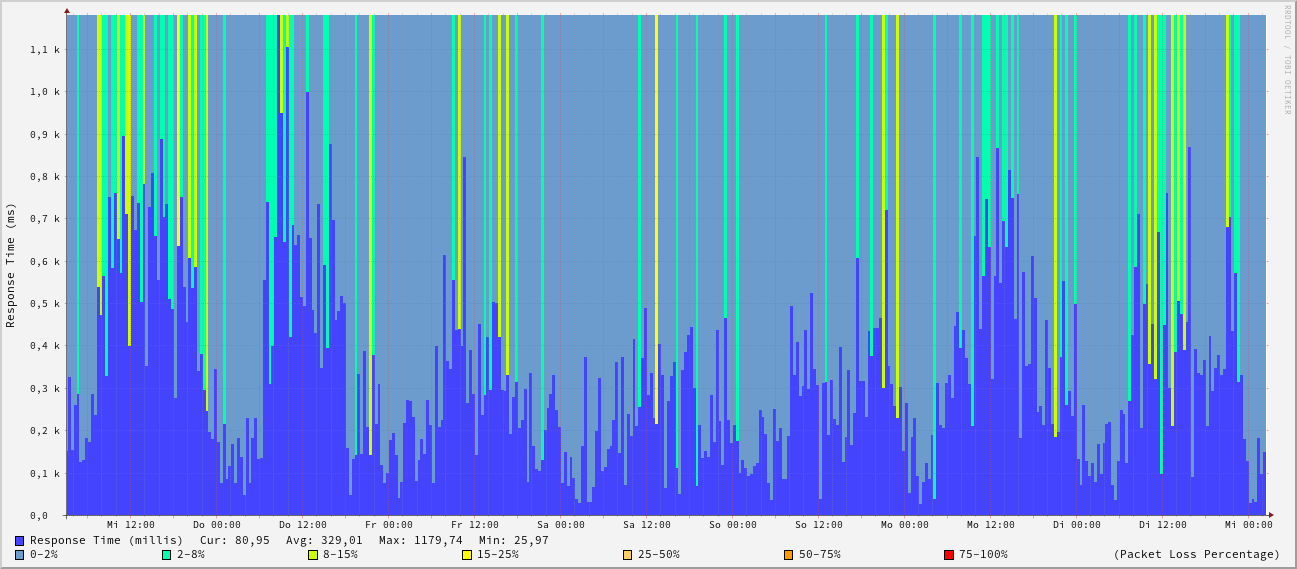 RRDTOOL / TOBI OETIKER
Response Time (ms)
1,1 k
1,0 k
0,9 k
0,8 k
0,7 k
0,6 k
0,5 k
0,4 k
0,3 k
0,2 k
0,1 k
0,0
Mi 12:00 Do 00:00 Do 12:00 Fr 00:00 Fr 12:00 Sa 00:00 Sa 12:00 So 00:00 So 12:00 Mo 00:00 Mo 12:00 Di 00:00 Di 12:00 Mi 00:00
Response Time (millis) Cur: 80,95 Avg: 329,01 Max: 1179,74 Min: 25,97
0-2% 2-8% 8-15% 15-25% 25-50% 50-75% 75-100% (Packet Loss Percentage)